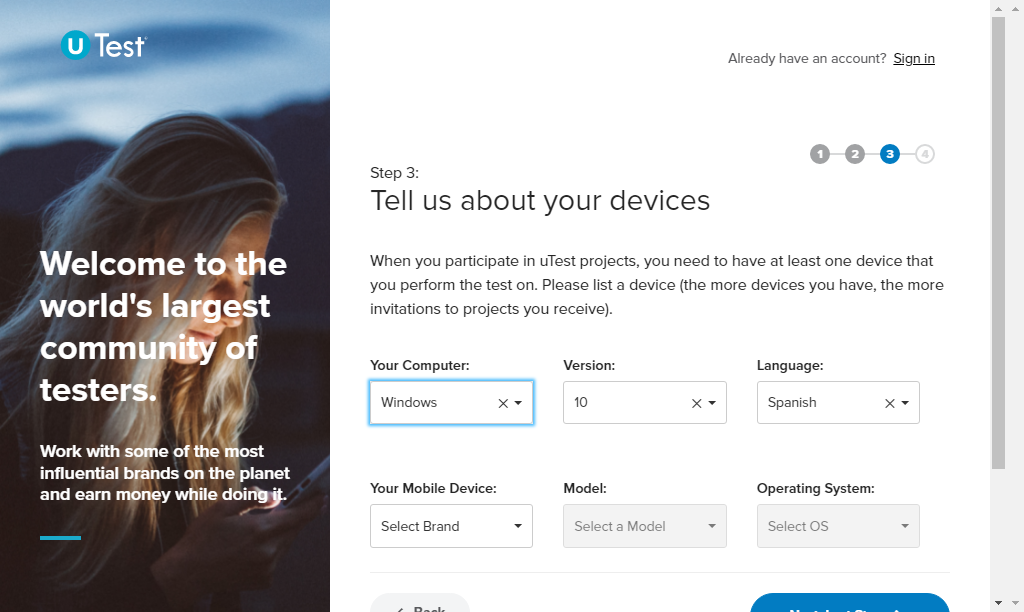 U Test
Already have an account? Sign in
1 2 3 4
Step 3:
Tell us about your devices
Welcome to the
world's largest
community of
testers.
Work with some of the most
influential brands on the planet
and earn money while doing it.
When you participate in uTest projects, you need to have at least one device that
you perform the test on. Please list a device (the more devices you have, the more
invitations to projects you receive).
Your Computer: Version: Language:
Windows 10 Spanish
Your Mobile Device: Model: Operating System:
Select Brand Select a Model Select OS
Back